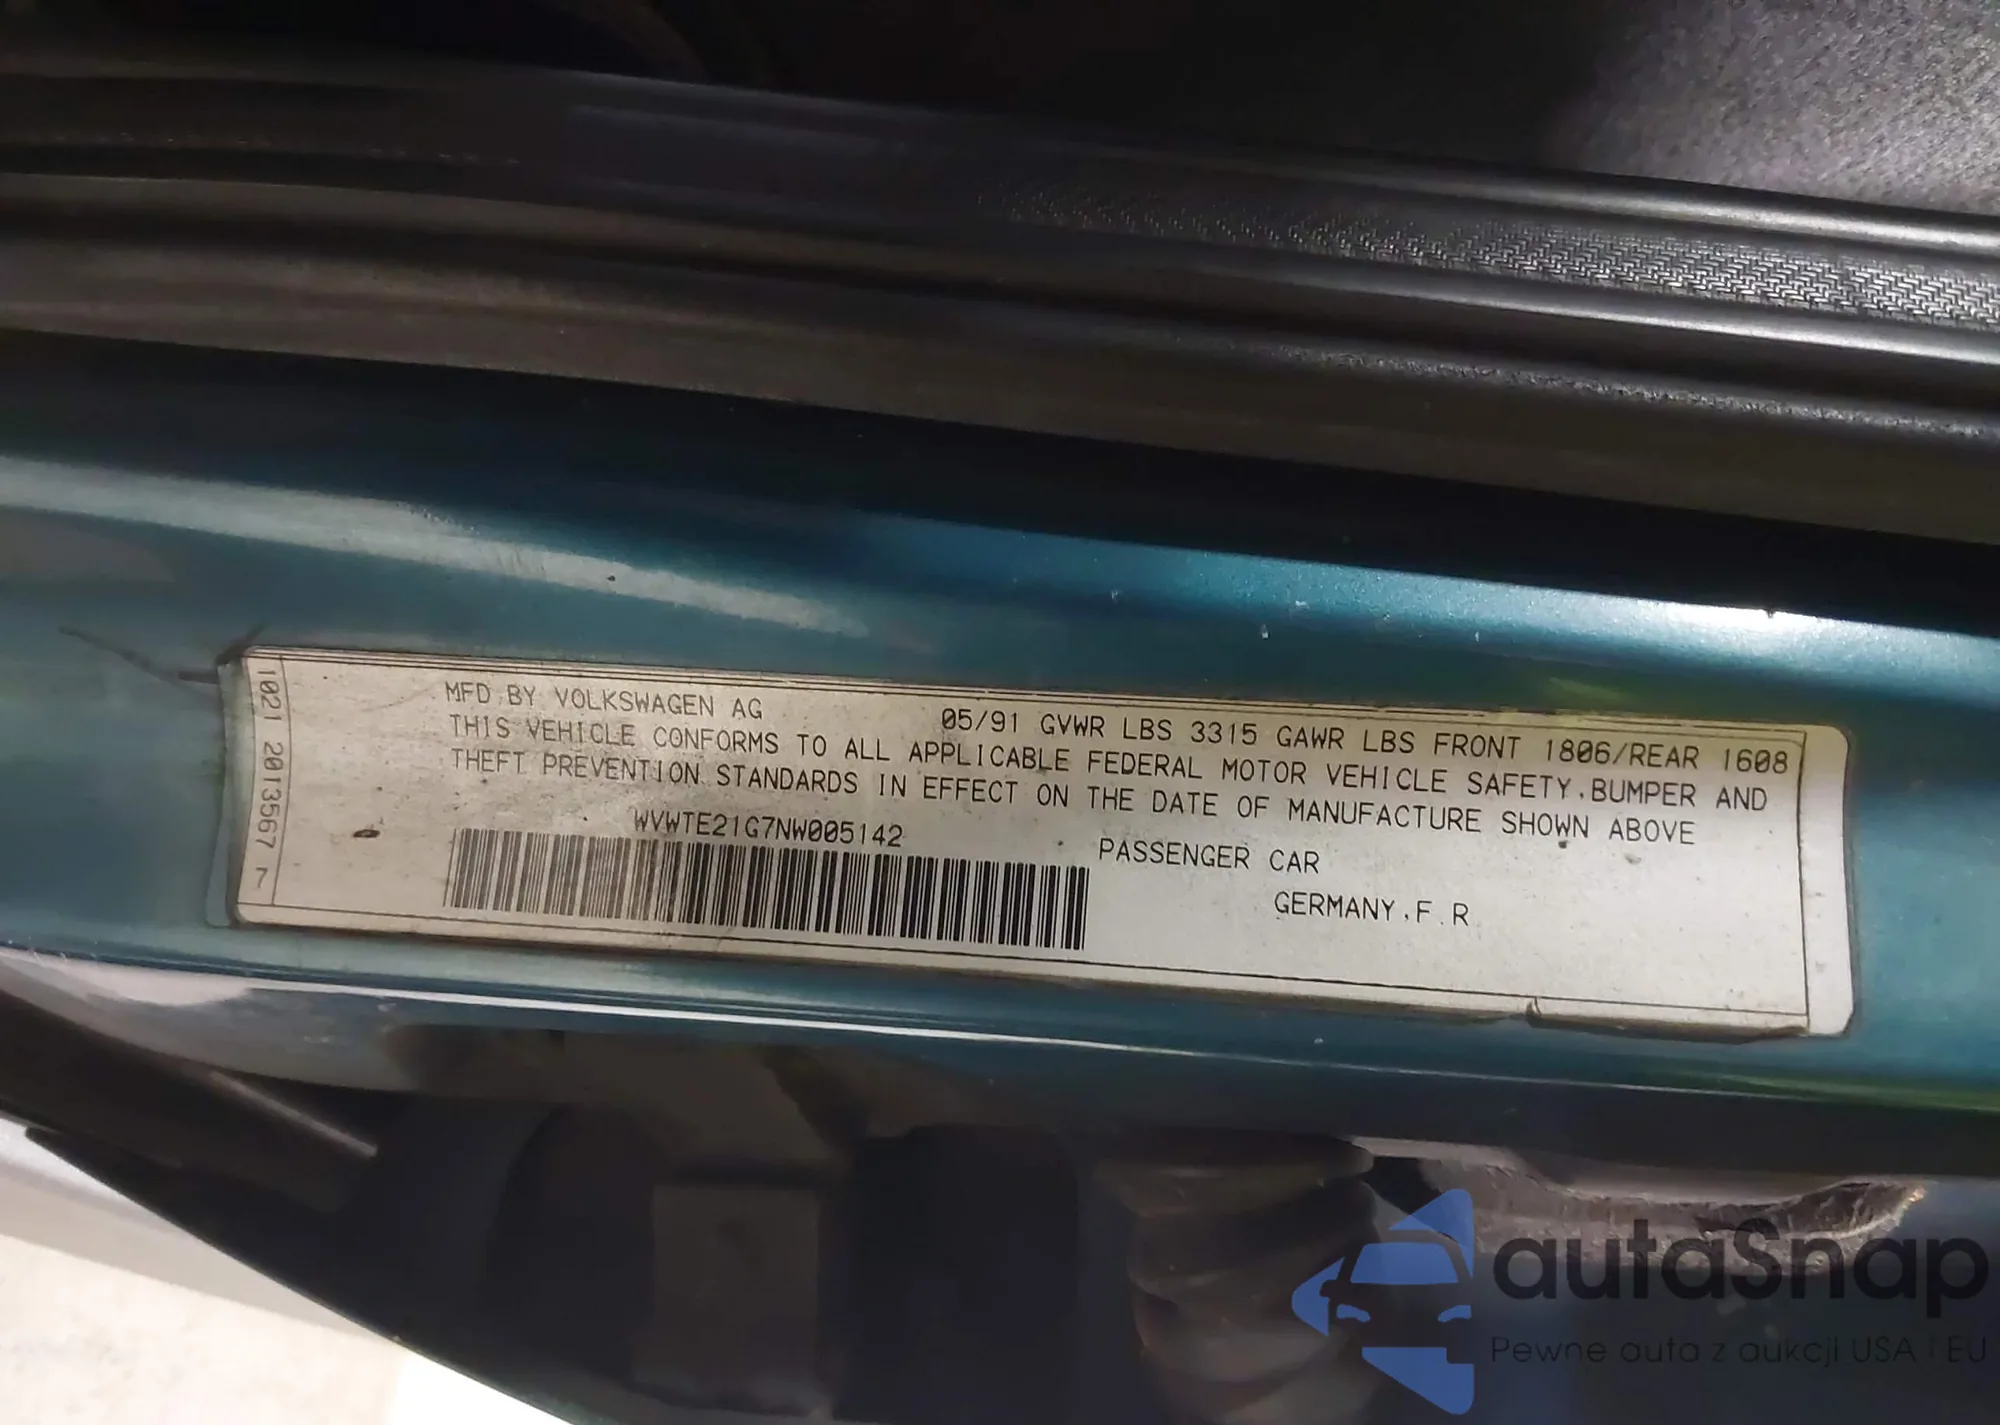 MFD BY VOLKSWAGEN AG 05/91 GVWR LBS 3315 GAWR LBS FRONT 1806/REAR 1608
THIS VEHICLE CONFORMS TO ALL APPLICABLE FEDERAL MOTOR VEHICLE SAFETY,BUMPER AND
THEFT PREVENTION STANDARDS IN EFFECT ON THE DATE OF MANUFACTURE SHOWN ABOVE
WVWTE21G7NW005142
PASSENGER CAR
GERMANY,F.R
1021 2013567 7
autaSnap
Pewne auta z aukcji USA i EU